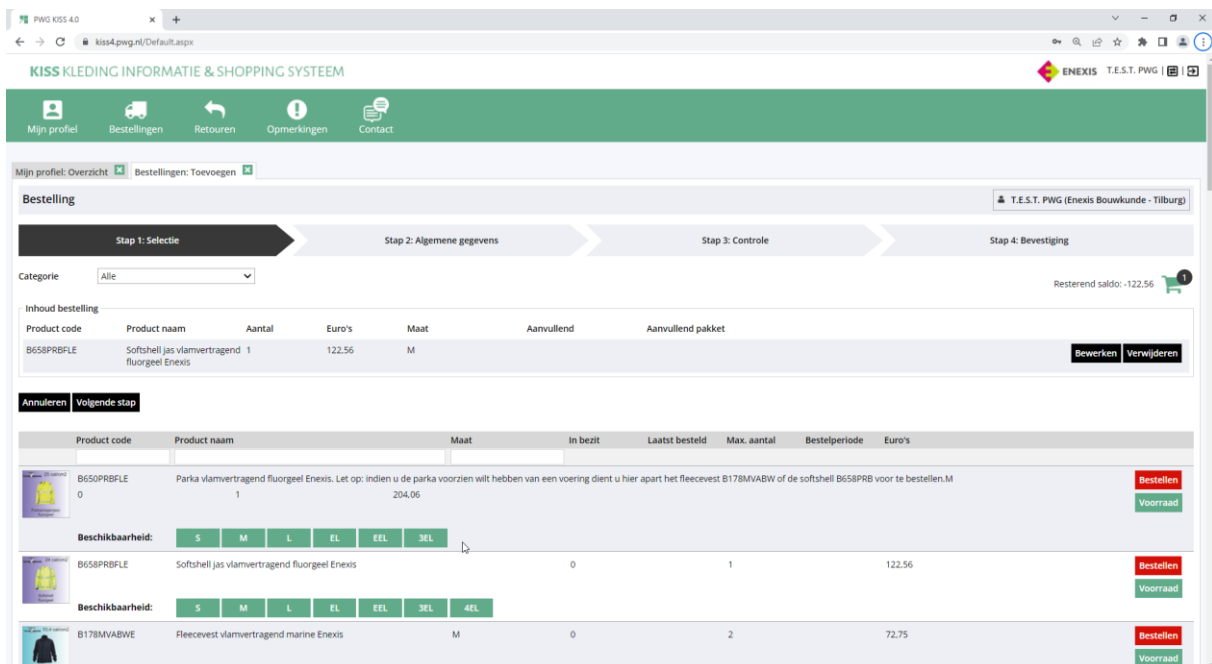 PWG KISS 4.0
kiss4.pwg.nl/Default.aspx
KISS KLEDING INFORMATIE & SHOPPING SYSTEEM
ENEXIS T.E.S.T. PWG | |
Mijn profiel Bestellingen Retouren Opmerkingen Contact
Mijn profiel: Overzicht Bestellingen: Toevoegen
Bestelling T.E.S.T. PWG (Enexis Bouwkunde - Tilburg)
Stap 1: Selectie Stap 2: Algemene gegevens Stap 3: Controle Stap 4: Bevestiging
Categorie Alle Resterend saldo: -122,56 1
Inhoud bestelling
Product code Product naam Aantal Euro's Maat Aanvullend Aanvullend pakket
B658PRBFLE Softshell jas vlamvertragend 1 122.56 M Bewerken Verwijderen
fluorgeel Enexis
Annuleren Volgende stap
Product code Product naam Maat In bezit Laatst besteld Max. aantal Bestelperiode Euro's
B650PRBFLE Parka vlamvertragend fluorgeel Enexis. Let op: indien u de parka voorzien wilt hebben van een voering dient u hier apart het fleecevest B178MVABW of de softshell B658PRB voor te bestellen.M Bestellen
0 1 204,06 Voorraad
Beschikbaarheid: S M L EL EEL 3EL
B658PRBFLE Softshell jas vlamvertragend fluorgeel Enexis 0 1 122.56 Bestellen
Voorraad
Beschikbaarheid: S M L EL EEL 3EL 4EL
B178MVABWE Fleecevest vlamvertragend marine Enexis M 0 2 72.75 Bestellen
Voorraad